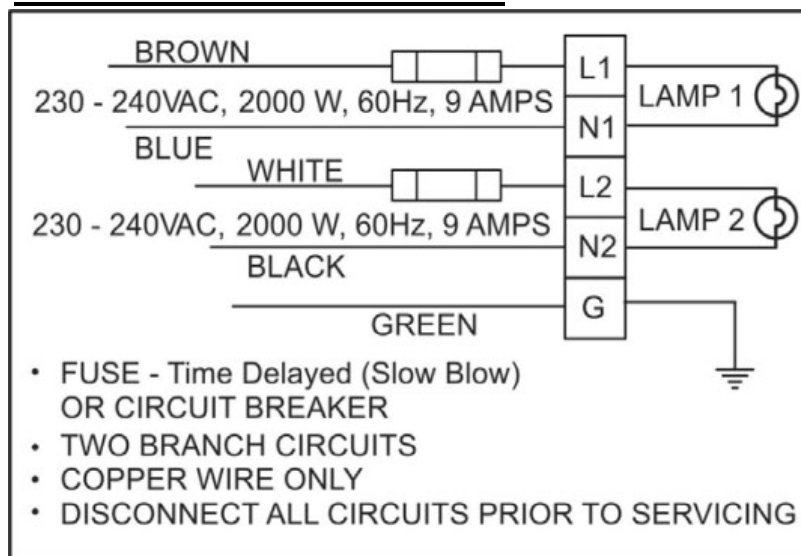 BROWN
L1
230 - 240VAC, 2000 W, 60Hz, 9 AMPS
LAMP 1
N1
BLUE
WHITE
L2
230 - 240VAC, 2000 W, 60Hz, 9 AMPS
LAMP 2
N2
BLACK
G
GREEN
• FUSE - Time Delayed (Slow Blow)
OR CIRCUIT BREAKER
• TWO BRANCH CIRCUITS
• COPPER WIRE ONLY
• DISCONNECT ALL CIRCUITS PRIOR TO SERVICING